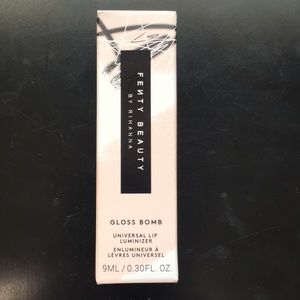 FENTY BEAUTY
BY RIHANNA
GLOSS BOMB
UNIVERSAL LIP
LUMINIZER
ENLUMINEUR À
LÈVRES UNIVERSEL
9ML / 0.30FL. OZ.